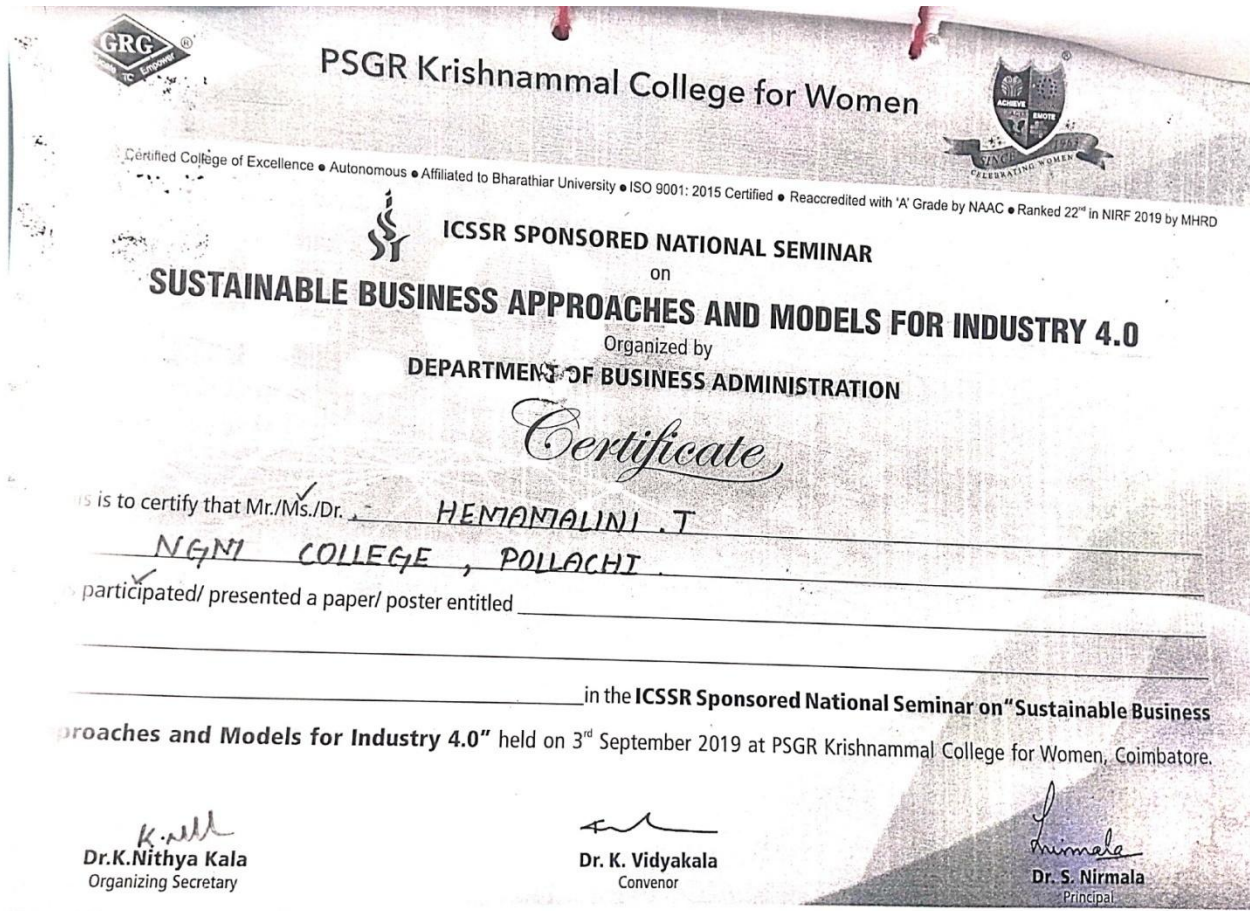 GRG
TC Empower
PSGR Krishnammal College for Women
ACHIEVE
EMOTE
SINCE 1963
CELEBRATING WOMEN
Certified College of Excellence ● Autonomous ● Affiliated to Bharathiar University ● ISO 9001: 2015 Certified ● Reaccredited with 'A' Grade by NAAC ● Ranked 22nd in NIRF 2019 by MHRD
ICSSR SPONSORED NATIONAL SEMINAR
on
SUSTAINABLE BUSINESS APPROACHES AND MODELS FOR INDUSTRY 4.0
Organized by
DEPARTMENT OF BUSINESS ADMINISTRATION
Certificate
is is to certify that Mr./Ms./Dr. HEMAMALINI . T
NGM COLLEGE , POLLACHI
participated/ presented a paper/ poster entitled
in the ICSSR Sponsored National Seminar on "Sustainable Business
proaches and Models for Industry 4.0" held on 3rd September 2019 at PSGR Krishnammal College for Women, Coimbatore.
Dr.K.Nithya Kala
Organizing Secretary
Dr. K. Vidyakala
Convenor
Nirmala
Dr. S. Nirmala
Principal